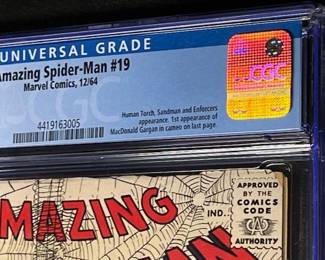 UNIVERSAL GRADE
Amazing Spider-Man #19
Marvel Comics, 12/64
CGC
Human Torch, Sandman and Enforcers
appearance. 1st appearance of
MacDonald Gargan in cameo on last page.
4419163005
APPROVED
BY THE
COMICS
CODE
AUTHORITY
IND.
AMAZING